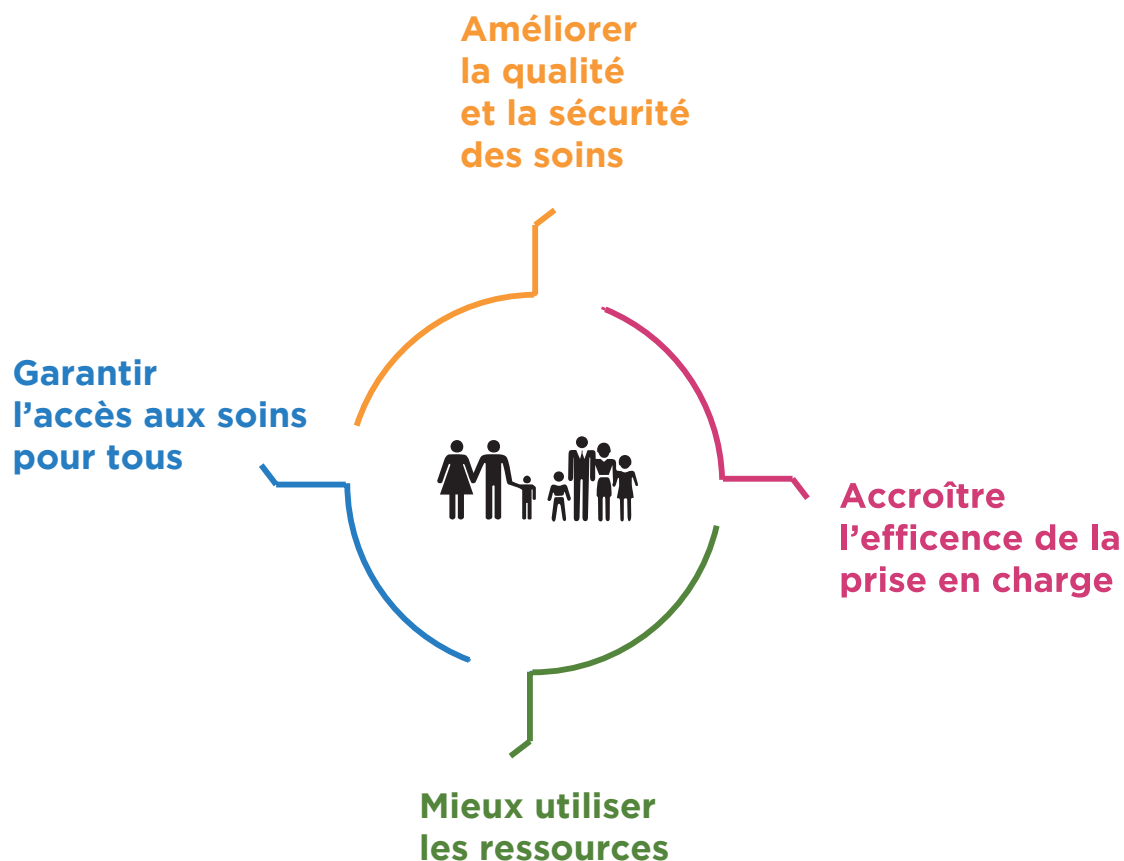 Améliorer
la qualité
et la sécurité
des soins
Garantir
l'accès aux soins
pour tous
Accroître
l'efficence de la
prise en charge
Mieux utiliser
les ressources